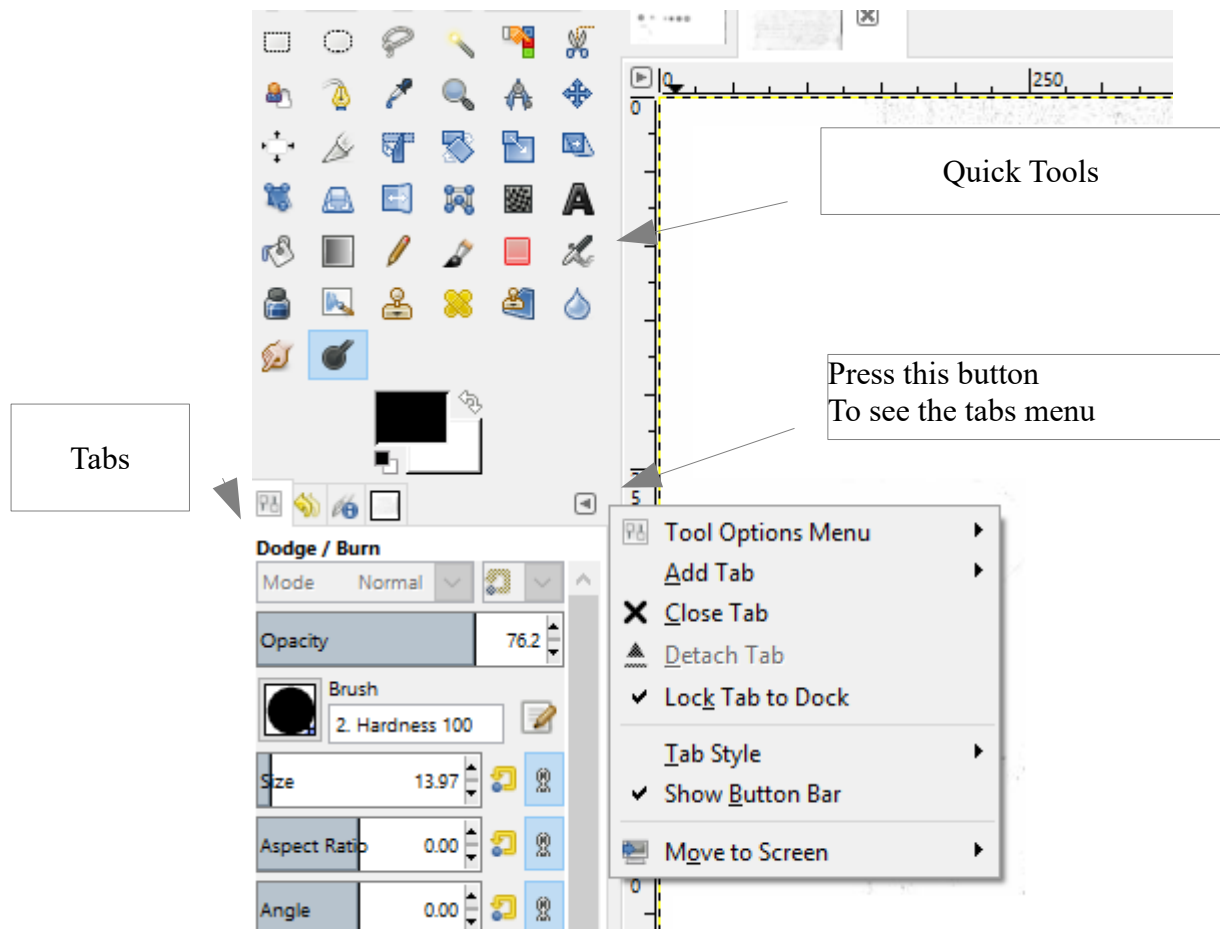 0
250
0
Quick Tools
Press this button
To see the tabs menu
Tabs
5
Tool Options Menu
Add Tab
Close Tab
Detach Tab
Lock Tab to Dock
Tab Style
Show Button Bar
Move to Screen
0
Dodge / Burn
Mode Normal
Opacity 76.2
Brush
2. Hardness 100
Size 13.97
Aspect Ratio 0.00
Angle 0.00